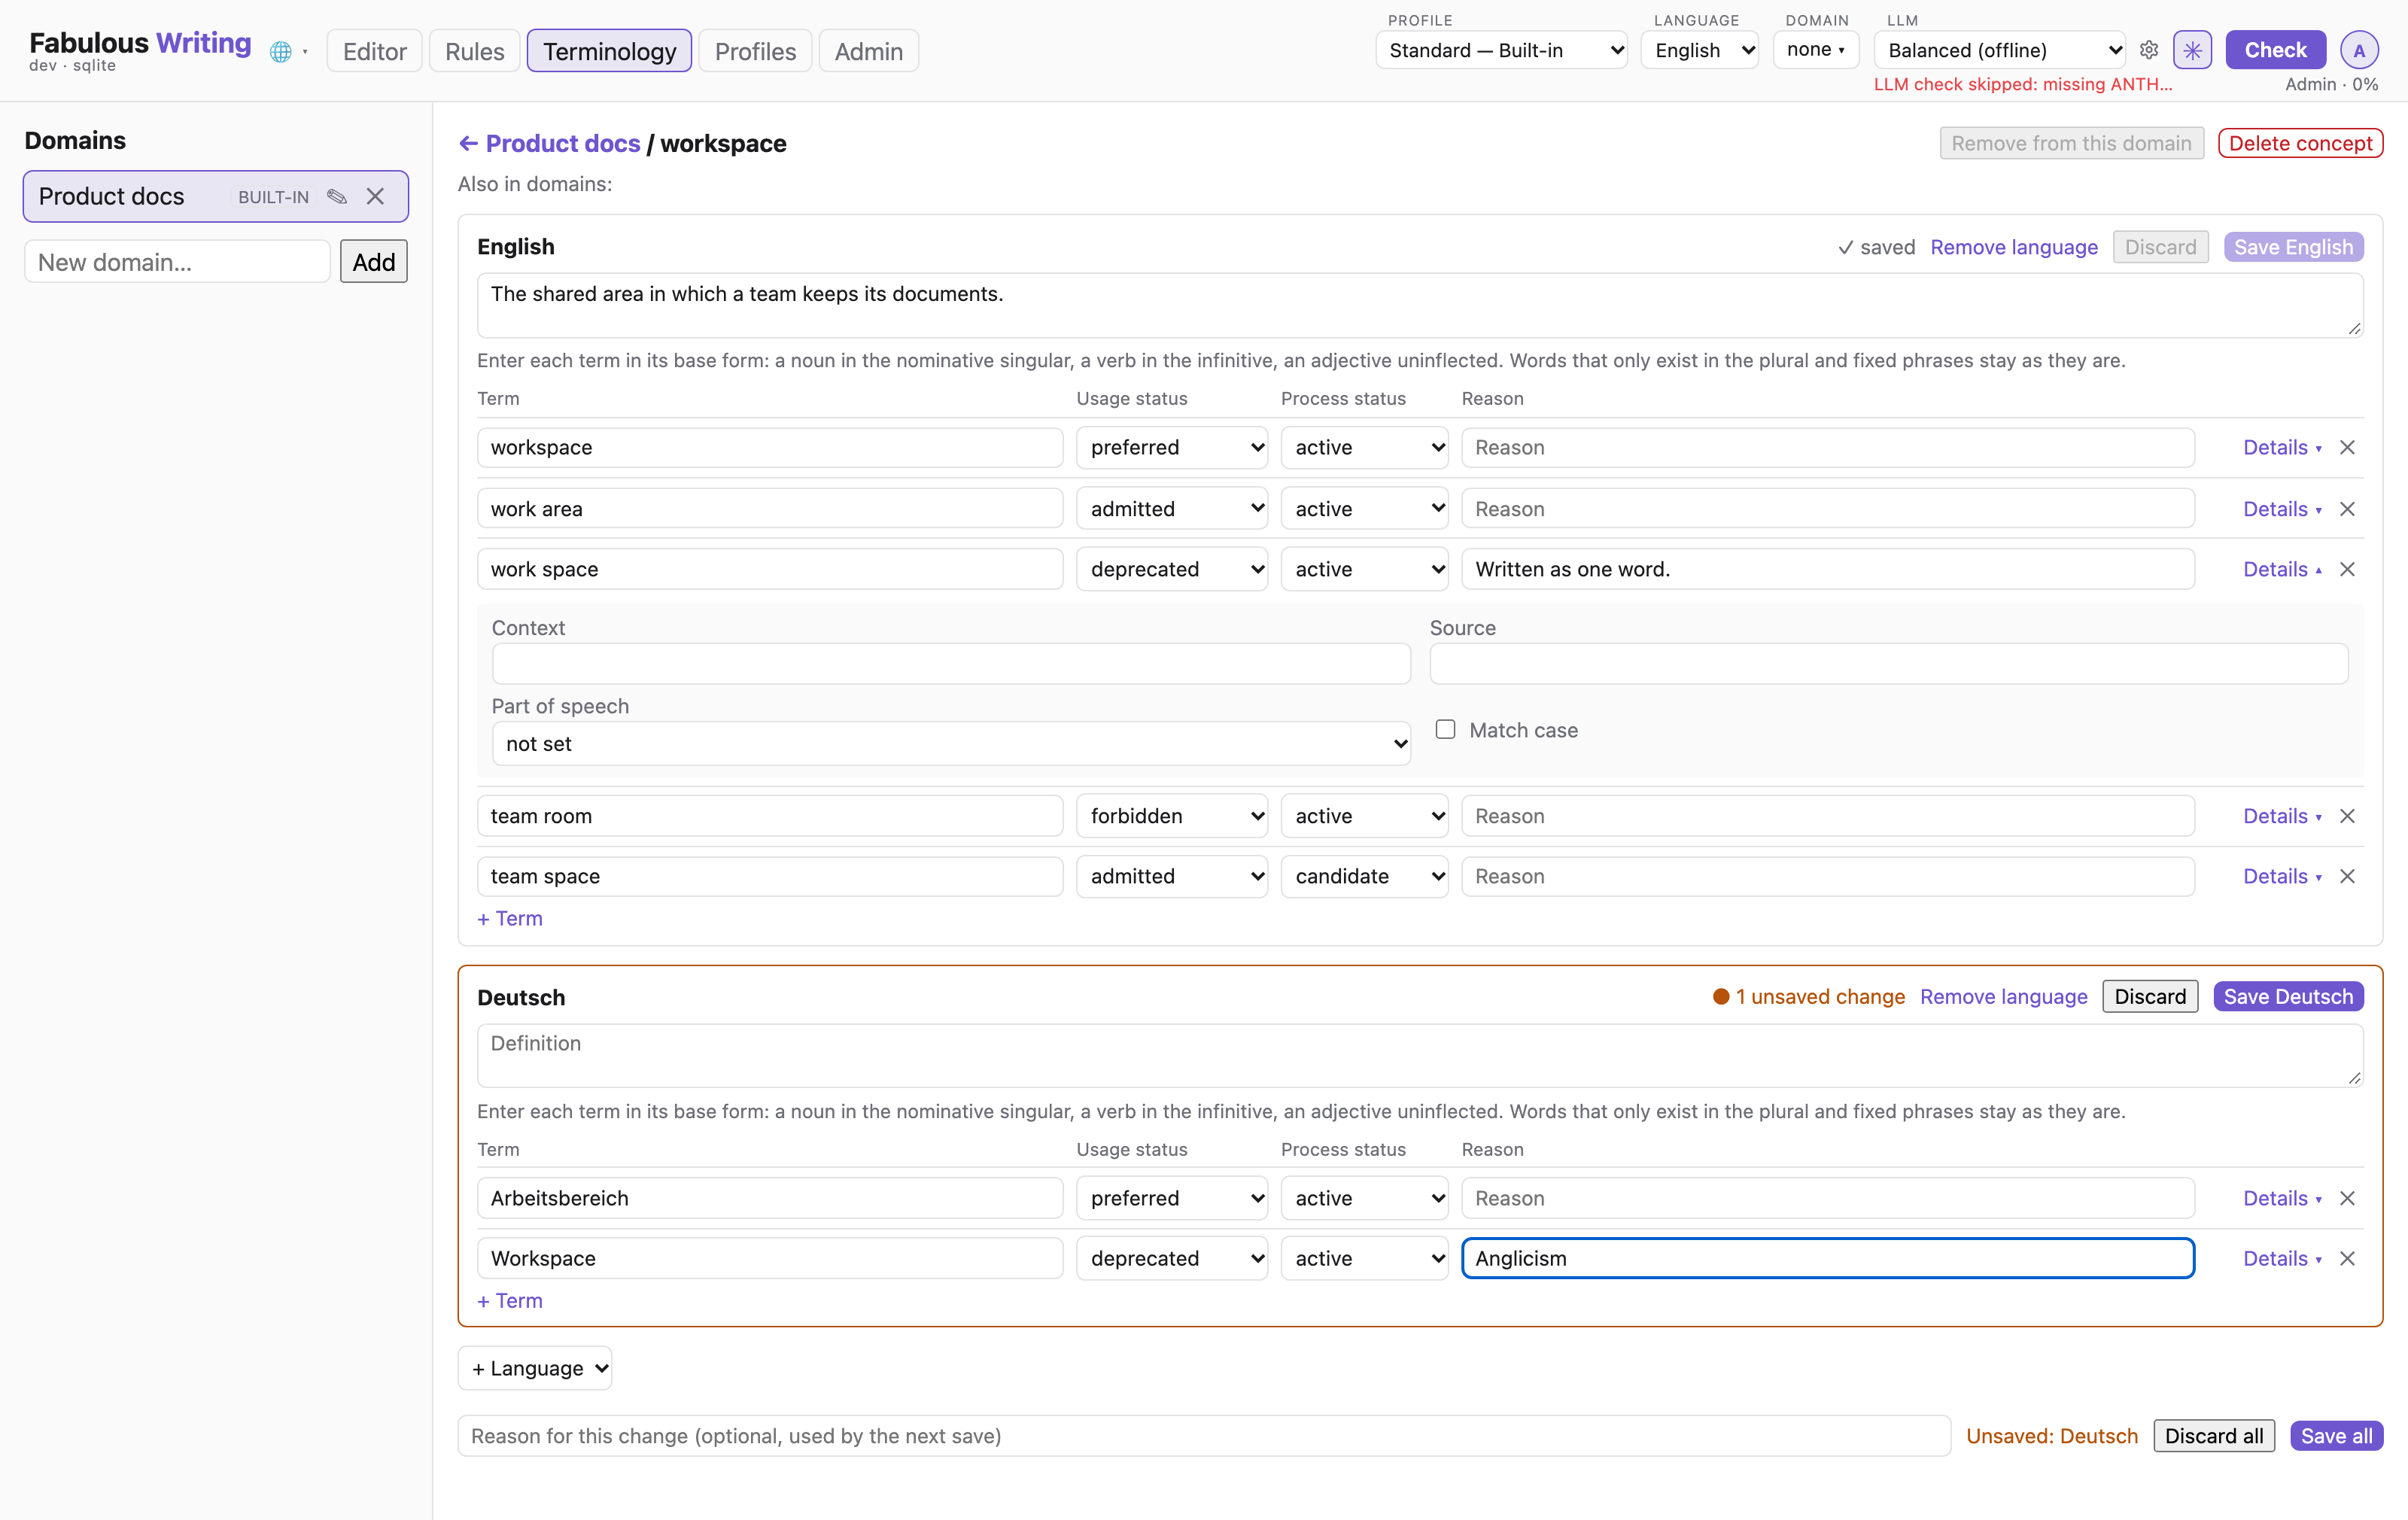 Fabulous Writing
dev · sqlite
Editor
Rules
Terminology
Profiles
Admin
PROFILE
Standard — Built-in
LANGUAGE
English
DOMAIN
none
LLM
Balanced (offline)
Check
A
LLM check skipped: missing ANTH...
Admin · 0%
Domains
Product docs BUILT-IN
New domain...
Add
← Product docs / workspace
Remove from this domain
Delete concept
Also in domains:
English
✓ saved
Remove language
Discard
Save English
The shared area in which a team keeps its documents.
Enter each term in its base form: a noun in the nominative singular, a verb in the infinitive, an adjective uninflected. Words that only exist in the plural and fixed phrases stay as they are.
Term Usage status Process status Reason
workspace preferred active Reason Details
work area admitted active Reason Details
work space deprecated active Written as one word. Details
Context Source
Part of speech
not set
Match case
team room forbidden active Reason Details
team space admitted candidate Reason Details
+ Term
Deutsch
1 unsaved change
Remove language
Discard
Save Deutsch
Definition
Enter each term in its base form: a noun in the nominative singular, a verb in the infinitive, an adjective uninflected. Words that only exist in the plural and fixed phrases stay as they are.
Term Usage status Process status Reason
Arbeitsbereich preferred active Reason Details
Workspace deprecated active Anglicism Details
+ Term
+ Language
Reason for this change (optional, used by the next save)
Unsaved: Deutsch
Discard all
Save all